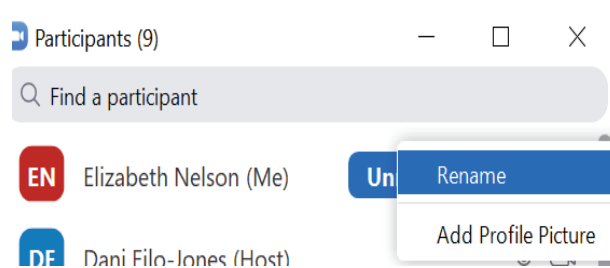 Participants (9)
Find a participant
EN Elizabeth Nelson (Me)
Rename
Add Profile Picture
DF Dani Filo-Jones (Host)